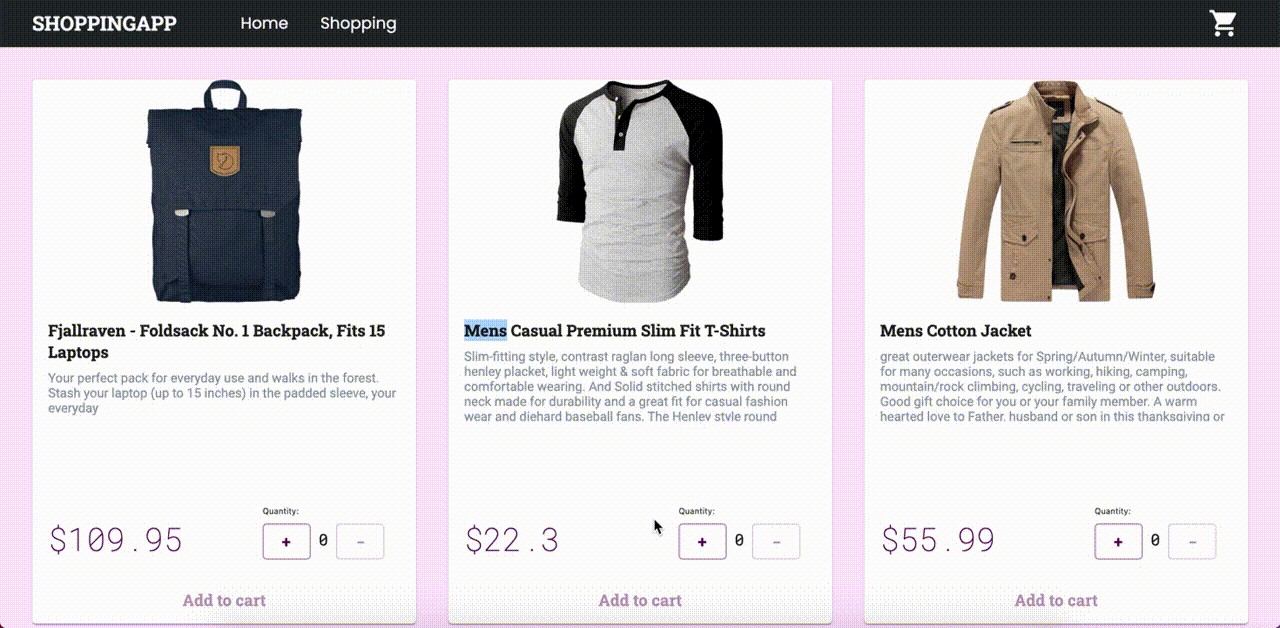 SHOPPINGAPP Home Shopping
Fjallraven - Foldsack No. 1 Backpack, Fits 15
Laptops
Your perfect pack for everyday use and walks in the forest.
Stash your laptop (up to 15 inches) in the padded sleeve, your
everyday
Quantity:
$109.95 + 0 -
Add to cart
Mens Casual Premium Slim Fit T-Shirts
Slim-fitting style, contrast raglan long sleeve, three-button
henley placket, light weight & soft fabric for breathable and
comfortable wearing. And Solid stitched shirts with round
neck made for durability and a great fit for casual fashion
wear and diehard baseball fans. The Henley style round
Quantity:
$22.3 + 0 -
Add to cart
Mens Cotton Jacket
great outerwear jackets for Spring/Autumn/Winter, suitable
for many occasions, such as working, hiking, camping,
mountain/rock climbing, cycling, traveling or other outdoors.
Good gift choice for you or your family member. A warm
hearted love to Father, husband or son in this thanksgiving or
Quantity:
$55.99 + 0 -
Add to cart